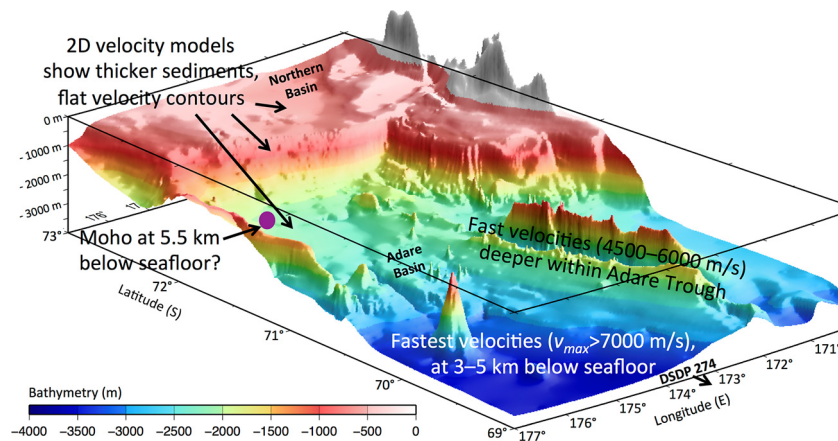 2D velocity models
show thicker sediments,
flat velocity contours
Northern
Basin
0 m
- 1000 m
- 2000 m
- 3000 m
73°
176°
Moho at 5.5 km
below seafloor?
72°
Latitude (S)
71°
70°
69°
Adare
Basin
Fast velocities (4500–6000 m/s)
deeper within Adare Trough
Fastest velocities (vmax>7000 m/s),
at 3–5 km below seafloor
DSDP 274
171°
172°
173°
174°
175°
176°
177°
Longitude (E)
Bathymetry (m)
–4000 –3500 –3000 –2500 –2000 –1500 –1000 –500 0